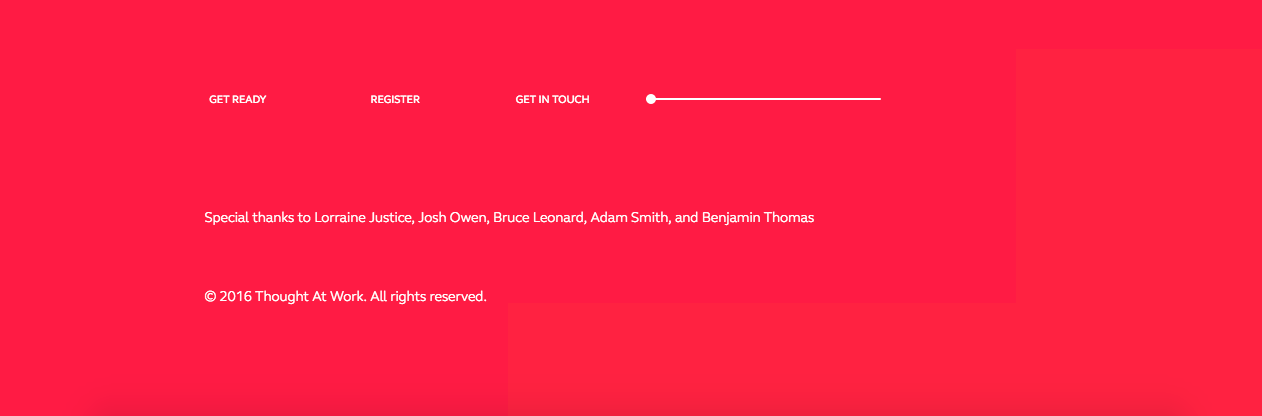 GET READY REGISTER GET IN TOUCH
Special thanks to Lorraine Justice, Josh Owen, Bruce Leonard, Adam Smith, and Benjamin Thomas
© 2016 Thought At Work. All rights reserved.